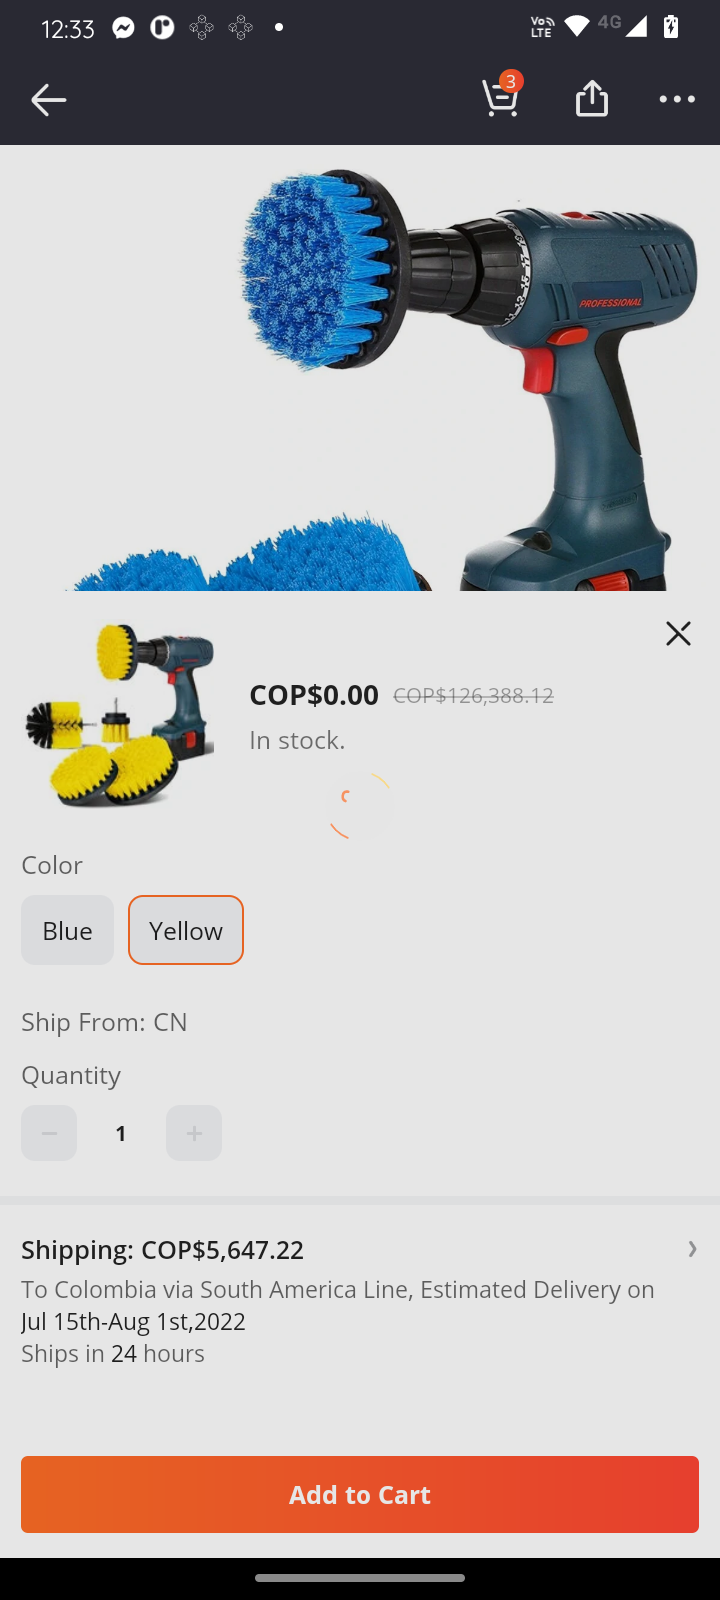 12:33
Vo
LTE
4G
3
PROFESSIONAL
COP$0.00 COP$126,388.12
In stock.
Color
Blue Yellow
Ship From: CN
Quantity
1
Shipping: COP$5,647.22
To Colombia via South America Line, Estimated Delivery on
Jul 15th-Aug 1st,2022
Ships in 24 hours
Add to Cart